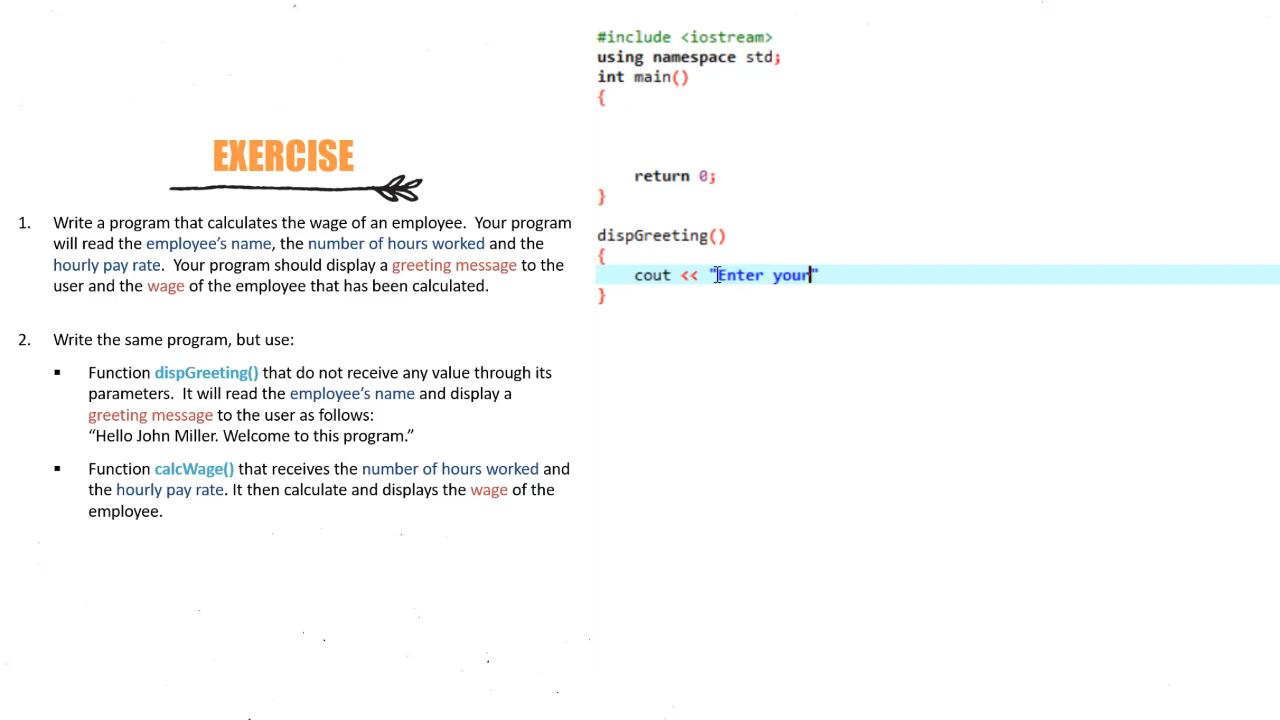 EXERCISE
1. Write a program that calculates the wage of an employee. Your program
will read the employee's name, the number of hours worked and the
hourly pay rate. Your program should display a greeting message to the
user and the wage of the employee that has been calculated.
2. Write the same program, but use:
▪ Function dispGreeting() that do not receive any value through its
parameters. It will read the employee's name and display a
greeting message to the user as follows:
“Hello John Miller. Welcome to this program.”
▪ Function calcWage() that receives the number of hours worked and
the hourly pay rate. It then calculate and displays the wage of the
employee.
#include <iostream>
using namespace std;
int main()
{
return 0;
}
dispGreeting()
{
cout << "Enter your"
}